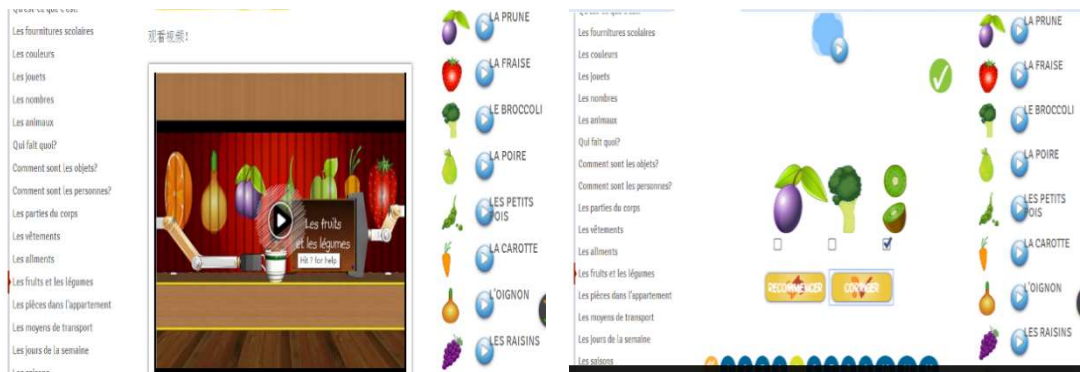 Les fournitures scolaires
Les couleurs
Les jouets
Les nombres
Les animaux
Qui fait quoi?
Comment sont les objets?
Comment sont les personnes?
Les parties du corps
Les vêtements
Les aliments
Les fruits et les légumes
Les pièces dans l'appartement
Les moyens de transport
Les jours de la semaine
观看视频!
Les fruits
et les légumes
Hit ? for help
LA PRUNE
LA FRAISE
LE BROCCOLI
LA POIRE
LES PETITS
POIS
LA CAROTTE
L'OIGNON
LES RAISINS
Les fournitures scolaires
Les couleurs
Les jouets
Les nombres
Les animaux
Qui fait quoi?
Comment sont les objets?
Comment sont les personnes?
Les parties du corps
Les vêtements
Les aliments
Les fruits et les légumes
Les pièces dans l'appartement
Les moyens de transport
Les jours de la semaine
Les saisons
RECOMMENCER
CORRIGER
LA PRUNE
LA FRAISE
LE BROCCOLI
LA POIRE
LES PETITS
POIS
LA CAROTTE
L'OIGNON
LES RAISINS